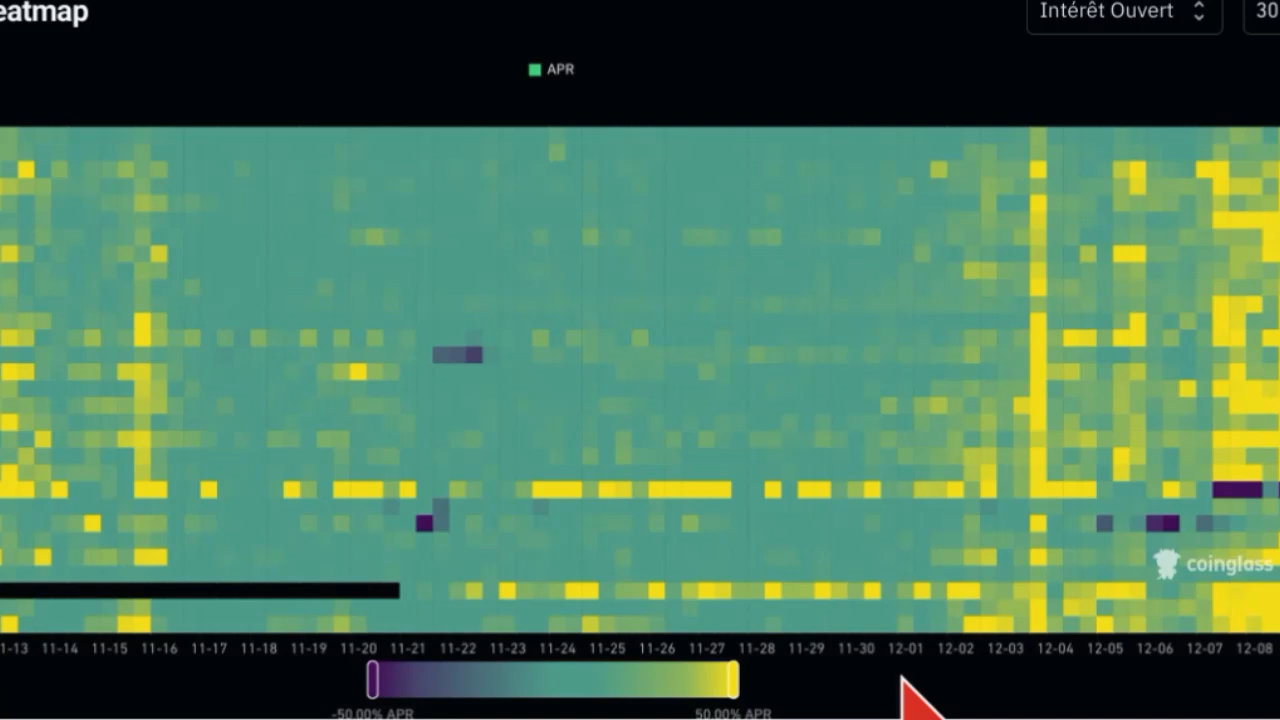 eatmap
Intérêt Ouvert
30
APR
coinglass
1-13 11-14 11-15 11-16 11-17 11-18 11-19 11-20 11-21 11-22 11-23 11-24 11-25 11-26 11-27 11-28 11-29 11-30 12-01 12-02 12-03 12-04 12-05 12-06 12-07 12-08
-50.00% APR
50.00% APR